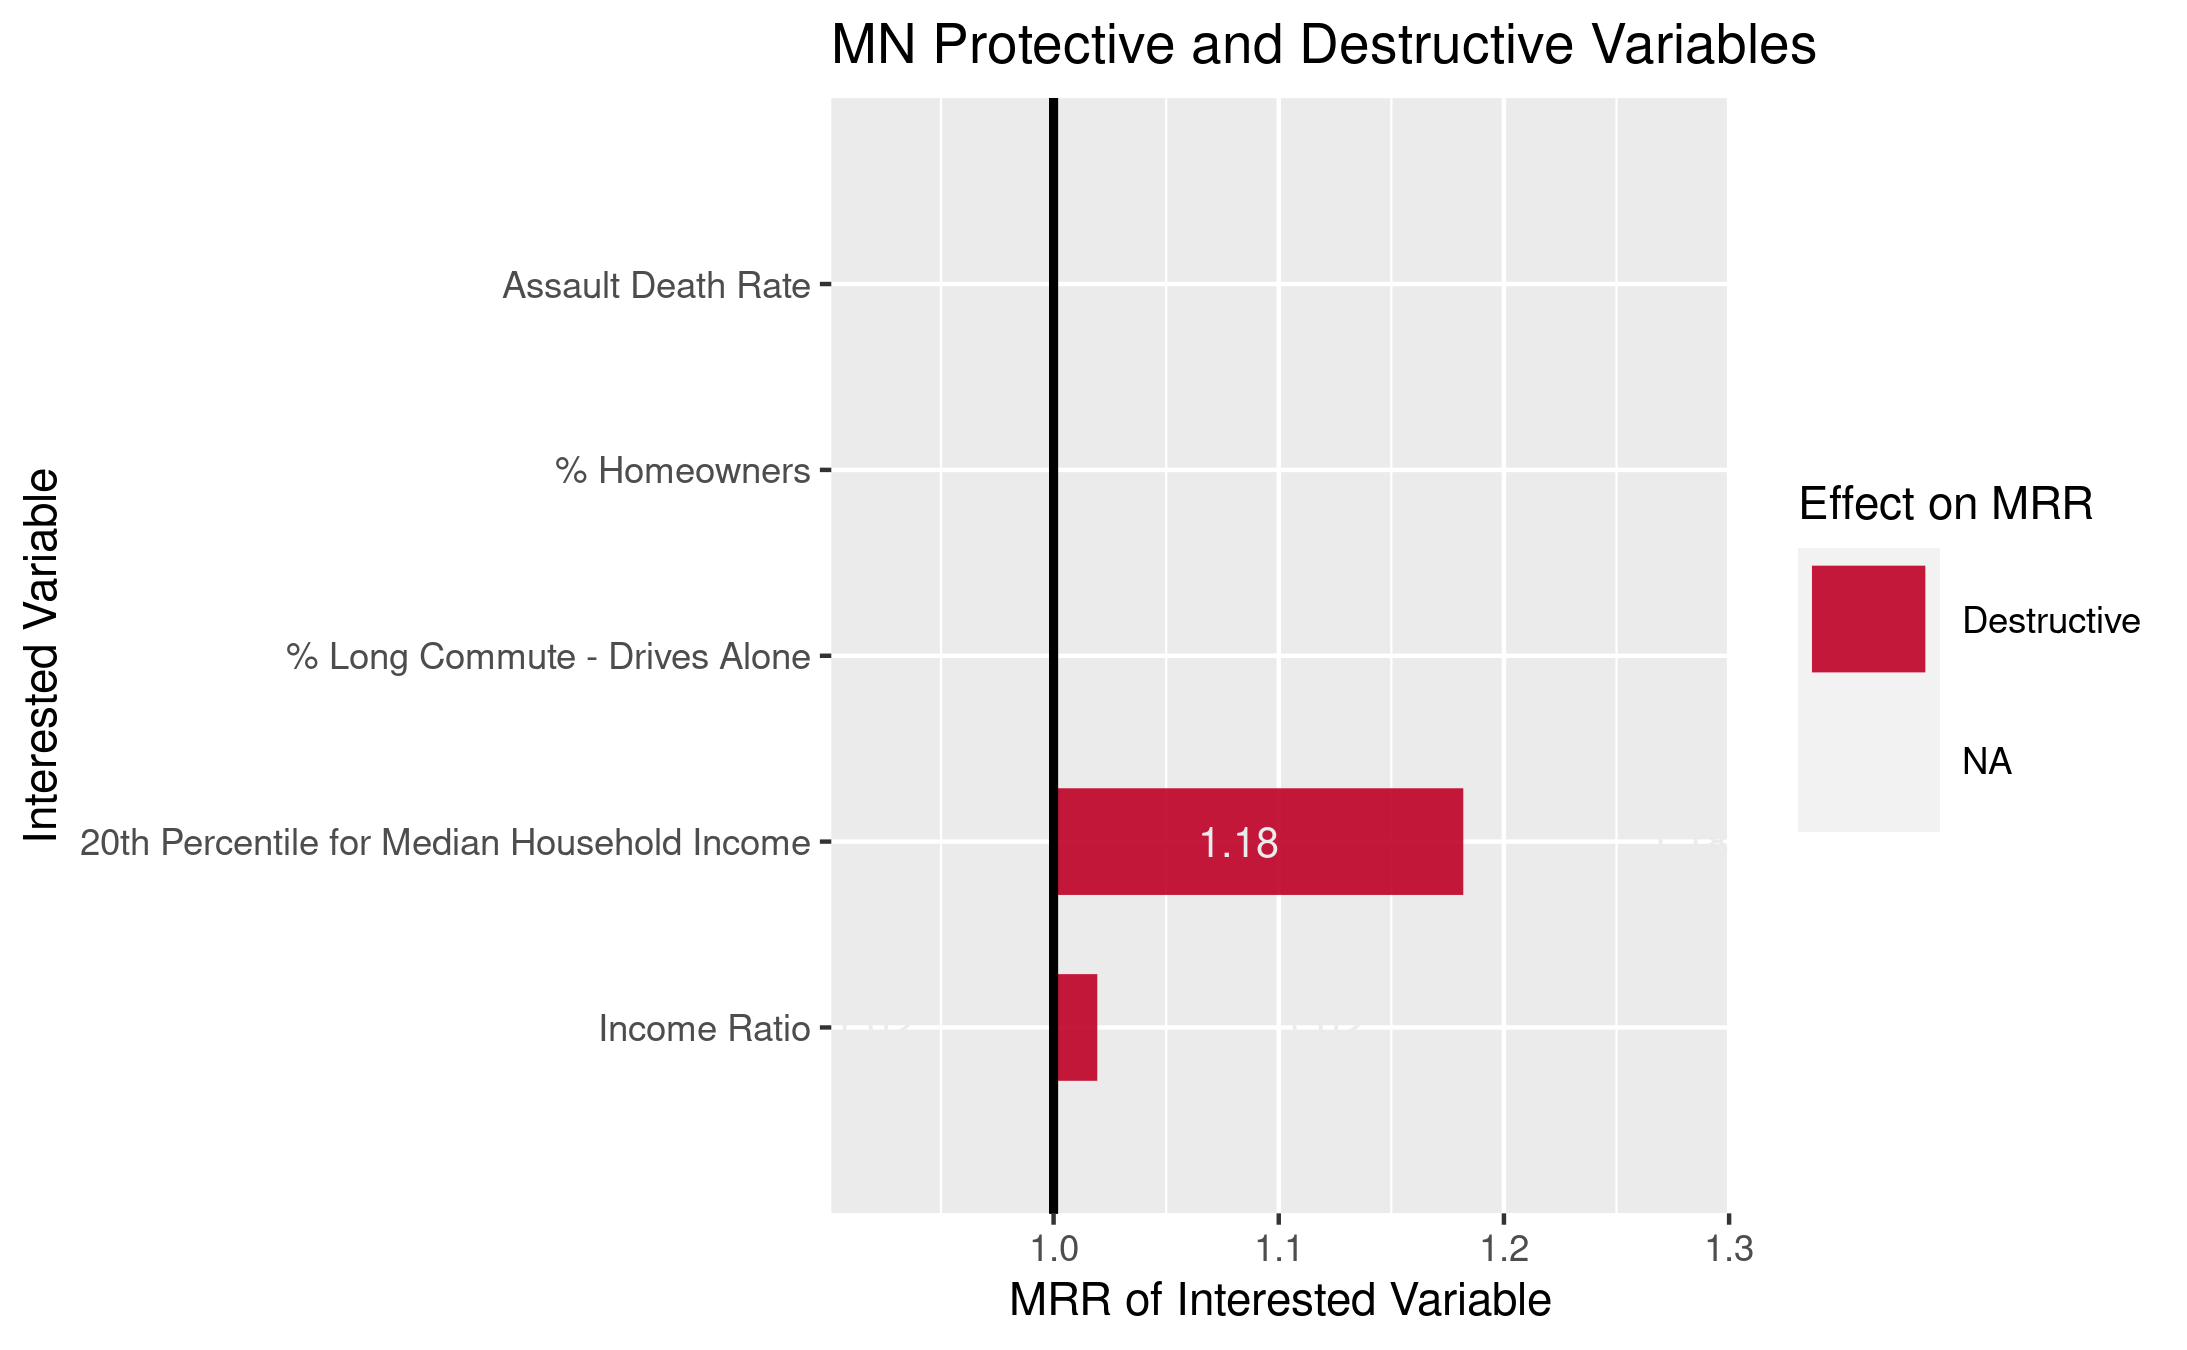 MN Protective and Destructive Variables
Interested Variable
Assault Death Rate
% Homeowners
% Long Commute - Drives Alone
20th Percentile for Median Household Income
1.18
Income Ratio
1.0
1.1
1.2
1.3
MRR of Interested Variable
Effect on MRR
Destructive
NA